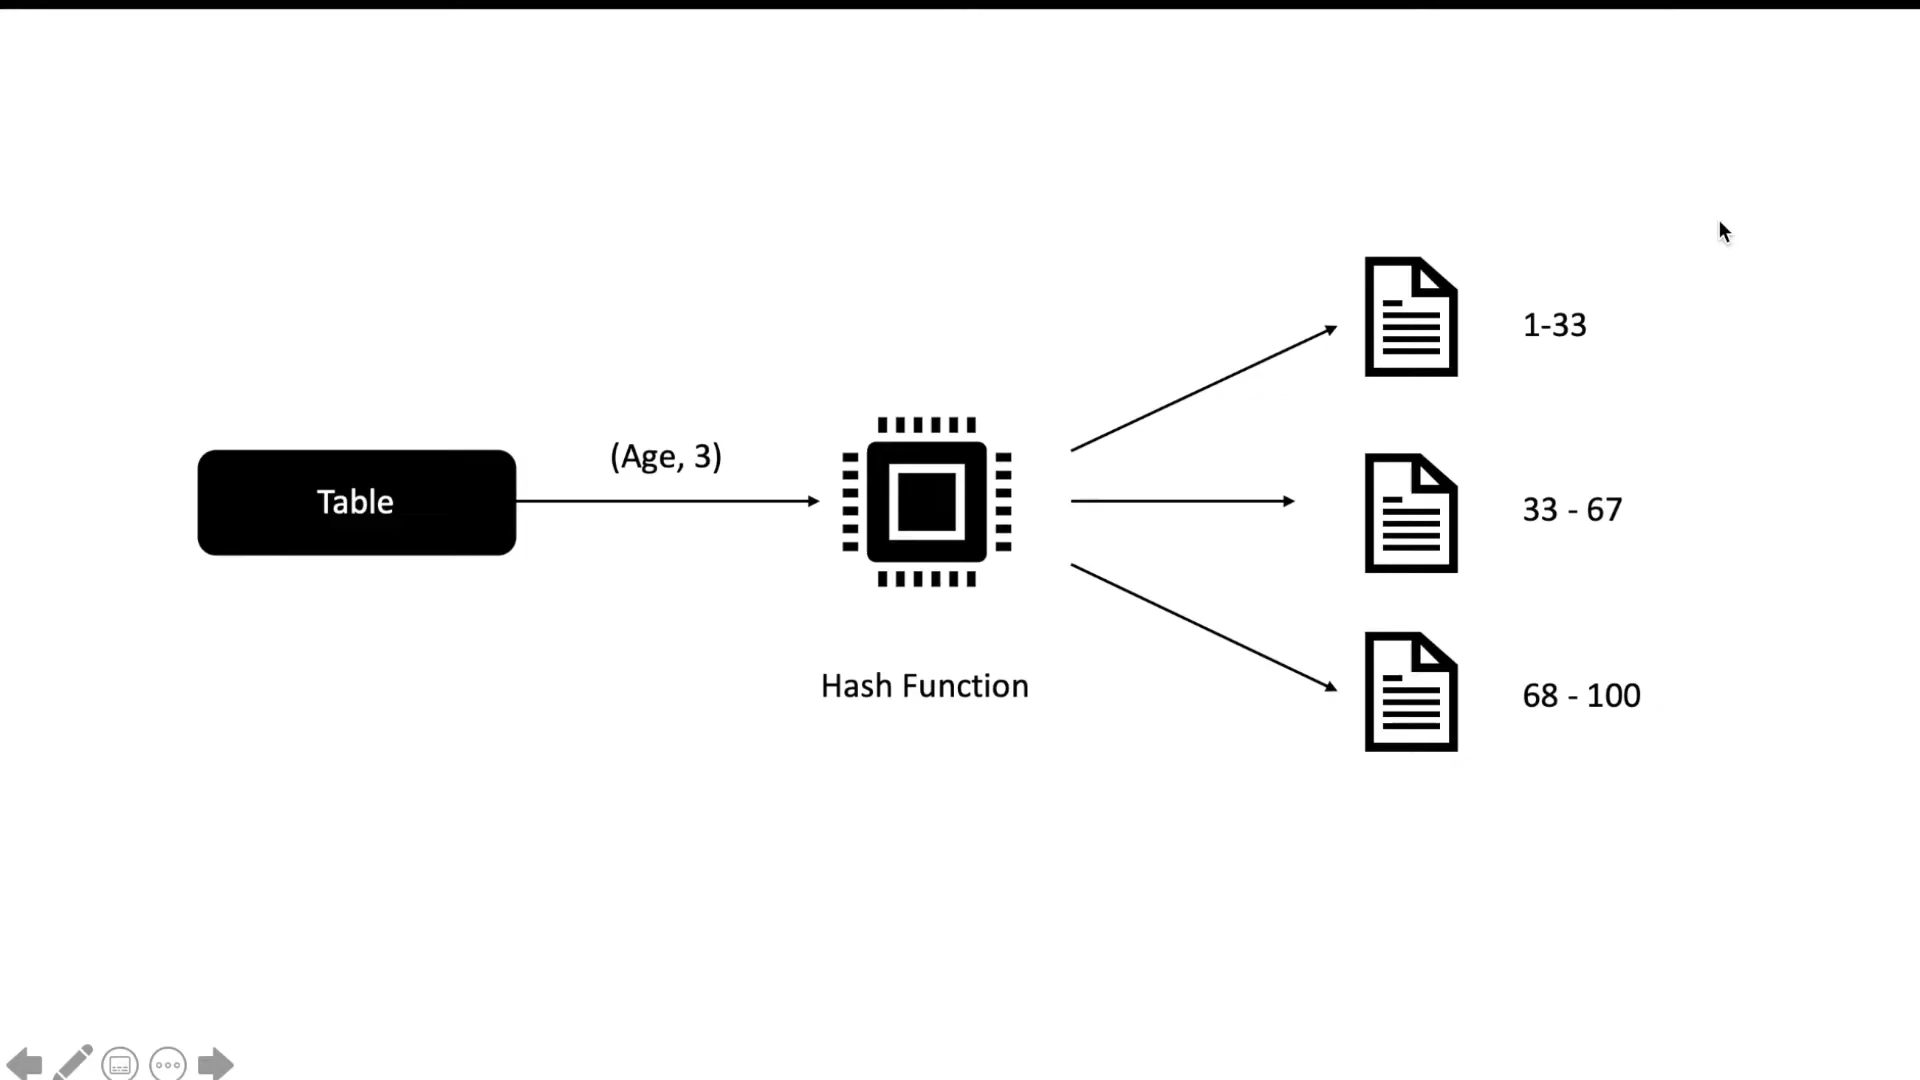 Table
(Age, 3)
Hash Function
1-33
33 - 67
68 - 100